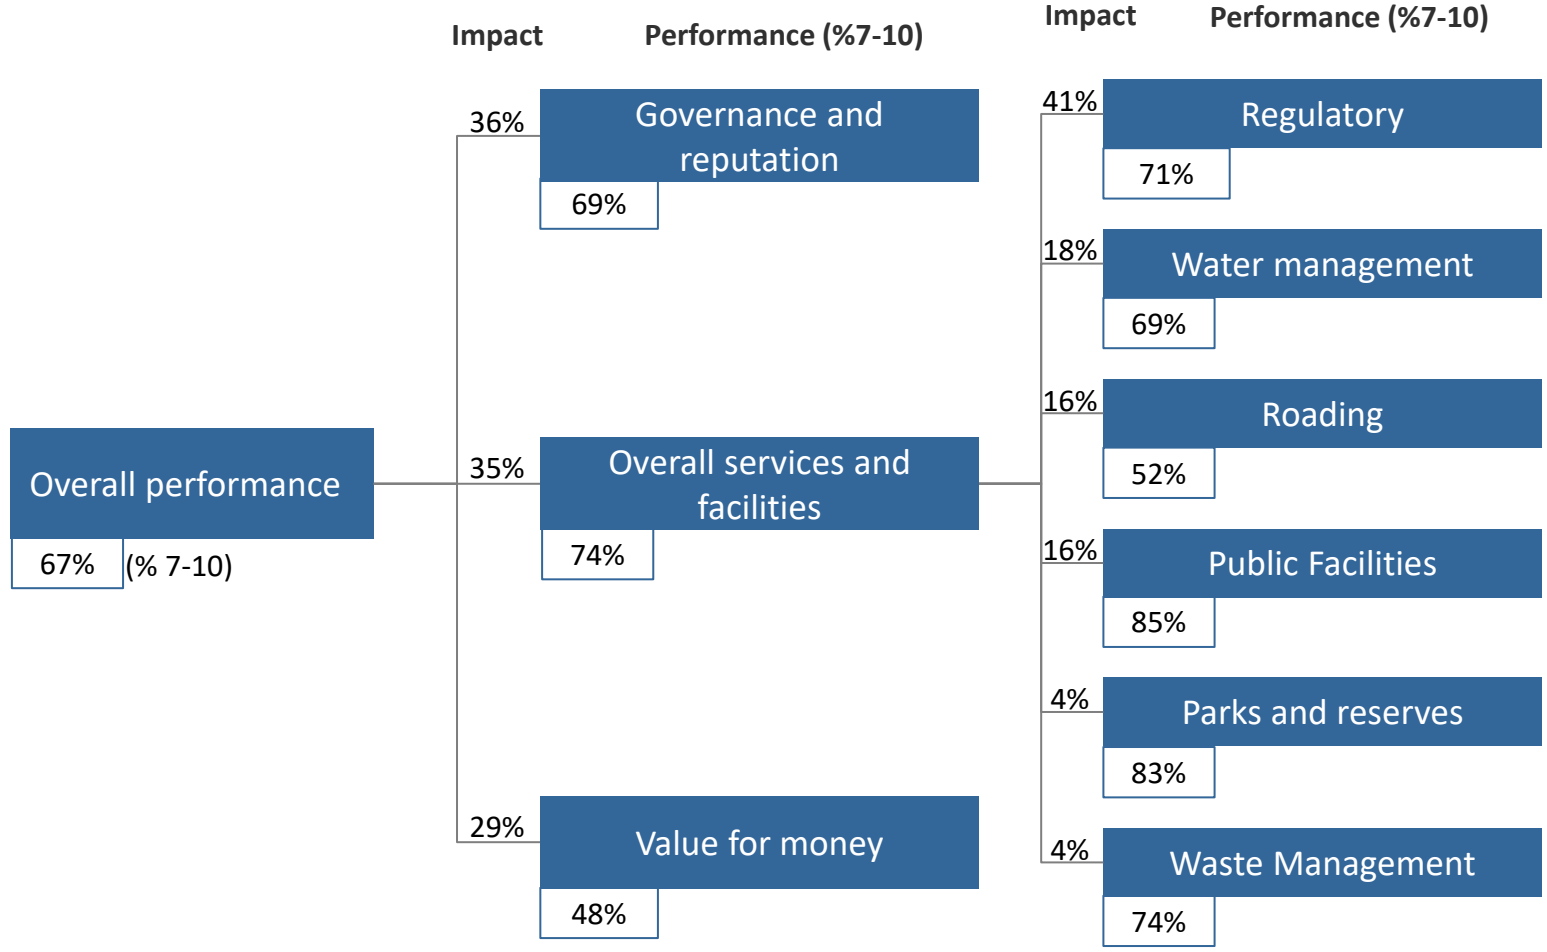 Impact
Performance (%7-10)
Impact
Performance (%7-10)
Overall performance
67%
(% 7-10)
36%
Governance and
reputation
69%
35%
Overall services and
facilities
74%
29%
Value for money
48%
41%
Regulatory
71%
18%
Water management
69%
16%
Roading
52%
16%
Public Facilities
85%
4%
Parks and reserves
83%
4%
Waste Management
74%